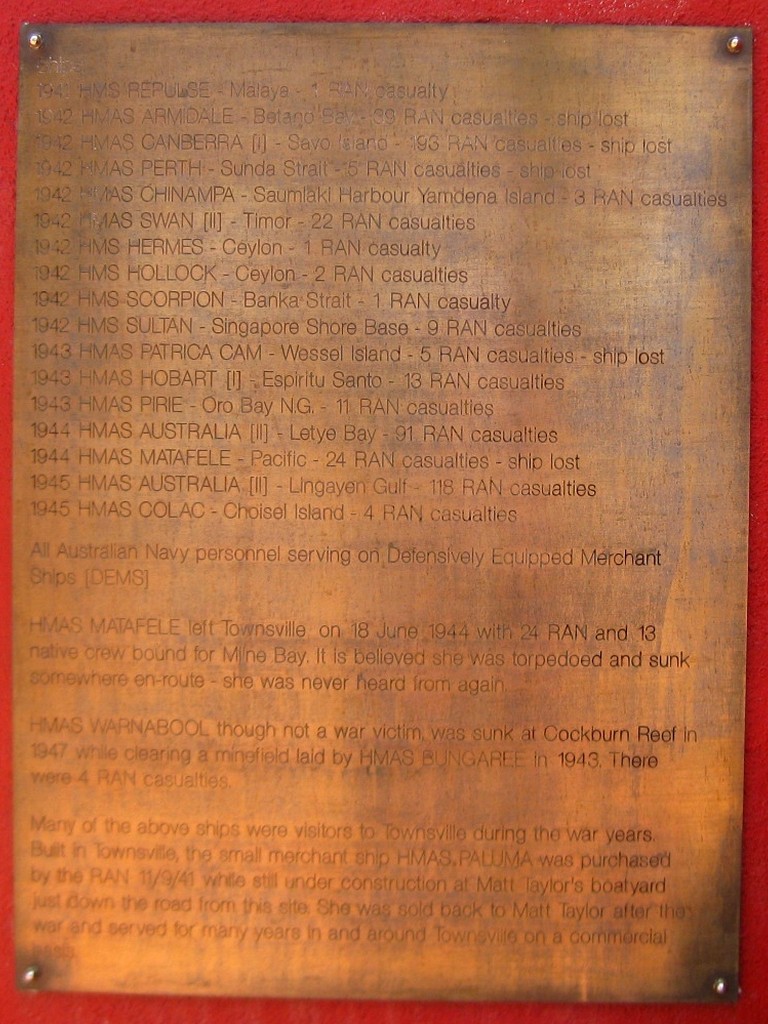 Ships
1941 HMS REPULSE - Malaya - 1 RAN casualty
1942 HMAS ARMIDALE - Betano Bay - 39 RAN casualties - ship lost
1942 HMAS CANBERRA [I] - Savo Island - 193 RAN casualties - ship lost
1942 HMAS PERTH - Sunda Strait - 5 RAN casualties - ship lost
1942 HMAS CHINAMPA - Saumlaki Harbour Yamdena Island - 3 RAN casualties
1942 HMAS SWAN [II] - Timor - 22 RAN casualties
1942 HMS HERMES - Ceylon - 1 RAN casualty
1942 HMS HOLLOCK - Ceylon - 2 RAN casualties
1942 HMS SCORPION - Banka Strait - 1 RAN casualty
1942 HMS SULTAN - Singapore Shore Base - 9 RAN casualties
1943 HMAS PATRICA CAM - Wessel Island - 5 RAN casualties - ship lost
1943 HMAS HOBART [I] - Espiritu Santo - 13 RAN casualties
1943 HMAS PIRIE - Oro Bay N.G. - 11 RAN casualties
1944 HMAS AUSTRALIA [II] - Letye Bay - 91 RAN casualties
1944 HMAS MATAFELE - Pacific - 24 RAN casualties - ship lost
1945 HMAS AUSTRALIA [II] - Lingayen Gulf - 118 RAN casualties
1945 HMAS COLAC - Choisel Island - 4 RAN casualties
All Australian Navy personnel serving on Defensively Equipped Merchant
Ships [DEMS]
HMAS MATAFELE left Townsville on 18 June 1944 with 24 RAN and 13
native crew bound for Milne Bay. It is believed she was torpedoed and sunk
somewhere en-route - she was never heard from again.
HMAS WARNABOOL though not a war victim, was sunk at Cockburn Reef in
1947 while clearing a minefield laid by HMAS BUNGAREE in 1943. There
were 4 RAN casualties.
Many of the above ships were visitors to Townsville during the war years.
Built in Townsville, the small merchant ship HMAS PALUMA was purchased
by the RAN 11/9/41 while still under construction at Matt Taylor's boatyard
just down the road from this site. She was sold back to Matt Taylor after the
war and served for many years in and around Townsville on a commercial
basis.